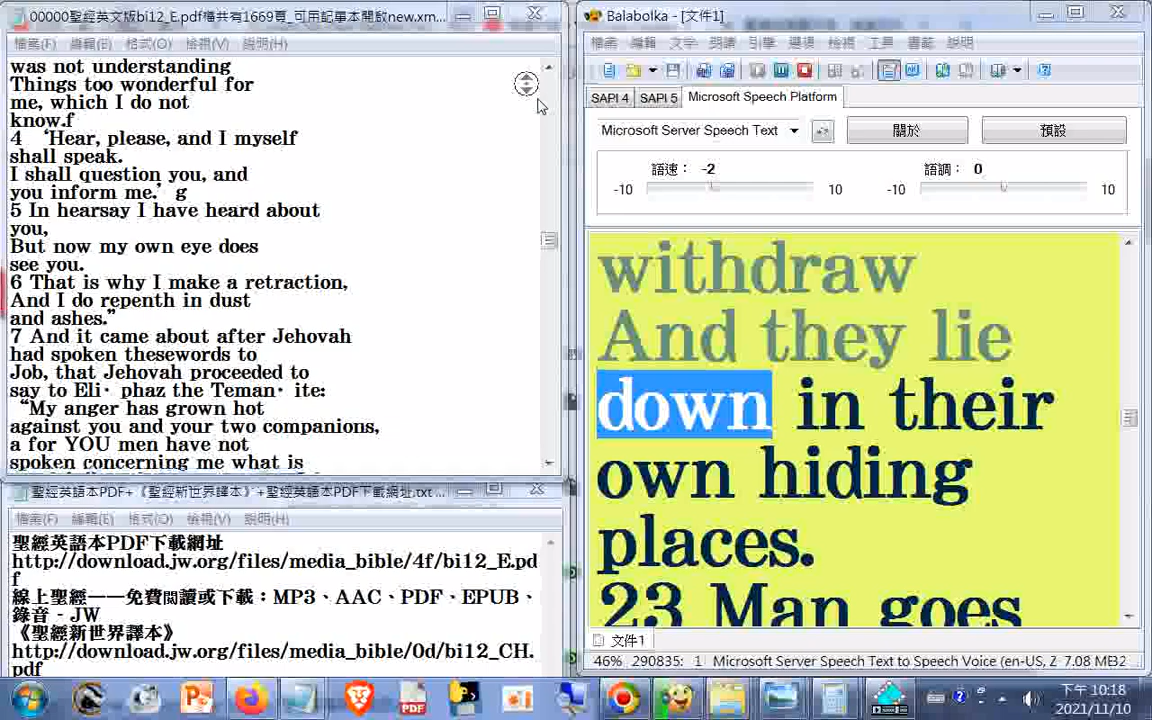 00000聖經英文版bi12_E.pdf檔共有1669頁_可用記事本開啟new.xm...
檔案(F) 編輯(E) 格式(O) 檢視(V) 說明(H)
was not understanding
Things too wonderful for
me, which I do not
know.f
4 ‘Hear, please, and I myself
shall speak.
I shall question you, and
you inform me.’ g
5 In hearsay I have heard about
you,
But now my own eye does
see you.
6 That is why I make a retraction,
And I do repenth in dust
and ashes.”
7 And it came about after Jehovah
had spoken thesewords to
Job, that Jehovah proceeded to
say to Eli· phaz the Teman· ite:
“My anger has grown hot
against you and your two companions,
a for YOU men have not
spoken concerning me what is
聖經英語本PDF+《聖經新世界譯本》+聖經英語本PDF下載網址.txt ...
檔案(F) 編輯(E) 格式(O) 檢視(V) 說明(H)
聖經英語本PDF下載網址
http://download.jw.org/files/media_bible/4f/bi12_E.pd
f
線上聖經——免費閱讀或下載：MP3、AAC、PDF、EPUB、
錄音 - JW
《聖經新世界譯本》
http://download.jw.org/files/media_bible/0d/bi12_CH.
pdf
Balabolka - [文件1]
檔案 編輯 文字 閱讀 引擎 選項 檢視 工具 書籤 說明
SAPI 4 SAPI 5 Microsoft Speech Platform
Microsoft Server Speech Text 關於 預設
語速： -2 語調： 0
-10 10 -10 10
withdraw
And they lie
down in their
own hiding
places.
23 Man goes
文件1
46% 290835: 1 Microsoft Server Speech Text to Speech Voice (en-US, Z 7.08 MB2
下午 10:18
2021/11/10